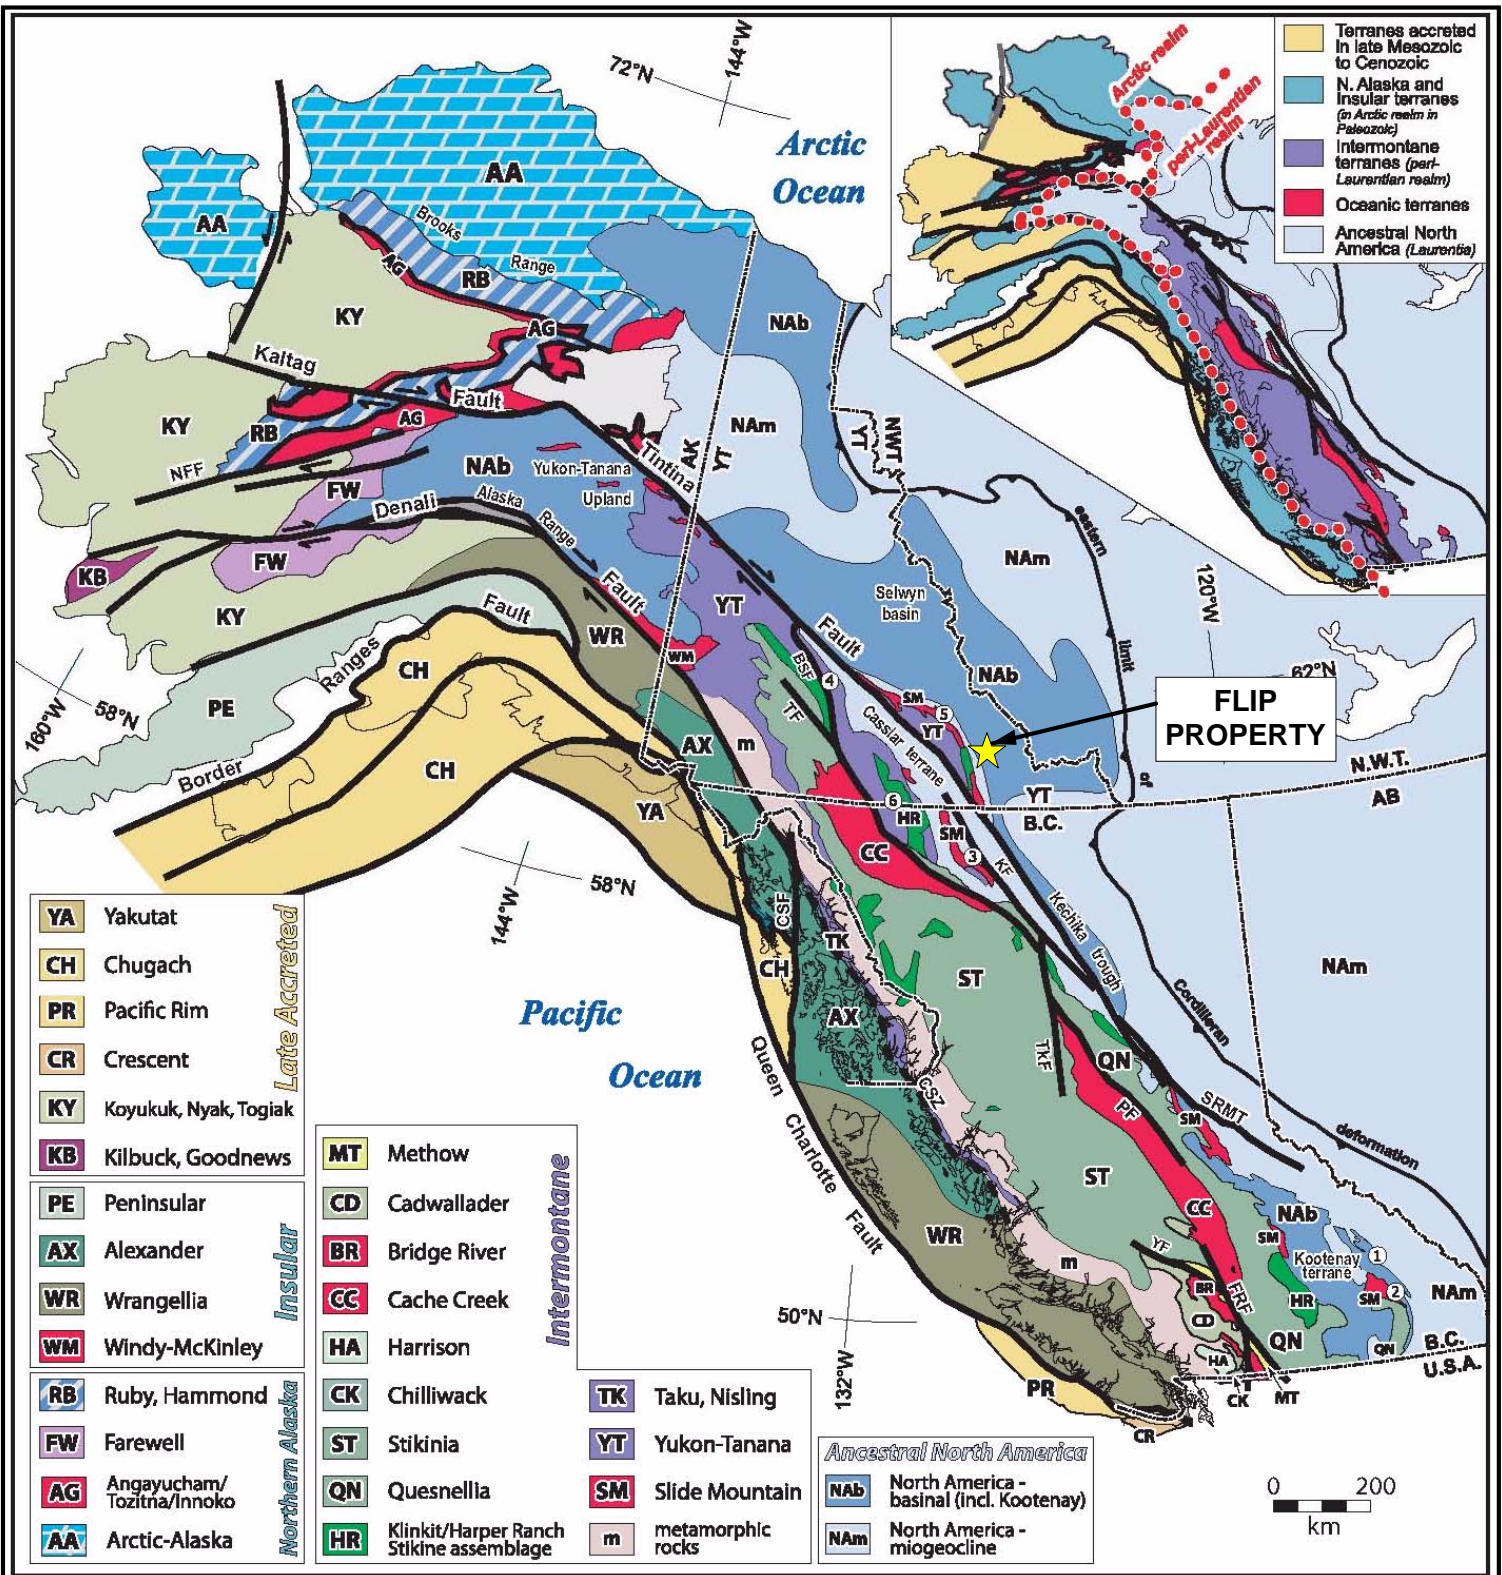 72°N
144°W
Arctic
Ocean
AA
AA
Brooks
Range
AG
RB
KY
AG
NAb
Kaltag
Fault
KY
RB
AG
NFF
NAb
Yukon-Tanana
Upland
Tintina
AK
YT
NAm
YT
NWT
FW
Denali
Alaska
Range
Fault
FW
KB
KY
Fault
Ranges
CH
WR
WM
YT
Fault
Selwyn
basin
NAm
NAb
eastern
limit
of
Cordilleran
deformation
120°W
62°N
160°W
58°N
PE
Border
CH
AX
m
TF
BSF
4
Cassiar terrane
SM
5
YT
FLIP
PROPERTY
N.W.T.
AB
YT
B.C.
YA
6
HR
SM
3
CC
KF
Kechika
trough
144°W
58°N
CSF
TK
CH
AX
ST
NAm
Pacific
Ocean
Queen
Charlotte
Fault
CSZ
TkF
QN
PF
SM
SRMT
ST
CC
NAb
SM
Kootenay
terrane
1
WR
m
YF
BR
FRF
HR
SM
2
NAm
CD
QN
QN
HA
B.C.
U.S.A.
50°N
132°W
PR
CK
MT
CR
Terranes accreted
in late Mesozoic
to Cenozoic
N. Alaska and
Insular terranes
(in Arctic realm in
Paleozoic)
Intermontane
terranes (peri-
Laurentian realm)
Oceanic terranes
Ancestral North
America (Laurentia)
Arctic realm
peri-Laurentian
realm
YA Yakutat
CH Chugach
PR Pacific Rim
CR Crescent
KY Koyukuk, Nyak, Togiak
KB Kilbuck, Goodnews
Late Accreted
PE Peninsular
AX Alexander
WR Wrangellia
WM Windy-McKinley
Insular
RB Ruby, Hammond
FW Farewell
AG Angayucham/
Tozitna/Innoko
AA Arctic-Alaska
Northern Alaska
MT Methow
CD Cadwallader
BR Bridge River
CC Cache Creek
HA Harrison
CK Chilliwack
ST Stikinia
QN Quesnellia
HR Klinkit/Harper Ranch
Stikine assemblage
Intermontane
TK Taku, Nisling
YT Yukon-Tanana
SM Slide Mountain
m metamorphic
rocks
Ancestral North America
NAb North America -
basinal (incl. Kootenay)
NAm North America -
miogeocline
0 200
km